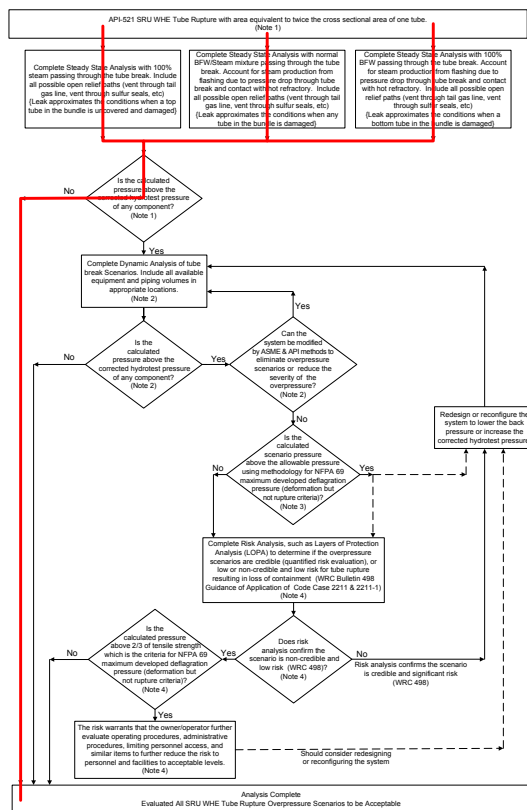 API-521 SRU WHE Tube Rupture with area equivalent to twice the cross sectional area of one tube.
(Note 1)
Complete Steady State Analysis with 100%
steam passing through the tube break. Include
all possible open relief paths (vent through tail
gas line, vent through sulfur seals, etc)
{Leak approximates the conditions when a top
tube in the bundle is uncovered and damaged}
Complete Steady State Analysis with normal
BFW/Steam mixture passing through the tube
break. Account for steam production from
flashing due to pressure drop through tube
break and contact with hot refractory. Include
all possible open relief paths (vent through tail
gas line, vent through sulfur seals, etc)
{Leak approximates the conditions when any
tube in the bundle is damaged}
Complete Steady State Analysis with 100%
BFW passing through the tube break. Account
for steam production from flashing due to
pressure drop through tube break and contact
with hot refractory. Include all possible open
relief paths (vent through tail gas line, vent
through sulfur seals, etc)
{Leak approximates the conditions when a
bottom tube in the bundle is damaged}
Is the calculated
pressure above the
corrected hydrotest pressure
of any component?
(Note 1)
No
Yes
Complete Dynamic Analysis of tube
break Scenarios. Include all available
equipment and piping volumes in
appropriate locations.
(Note 2)
Is the
calculated
pressure above the
corrected hydrotest pressure
of any component?
(Note 2)
No
Yes
Can the
system be modified
by ASME & API methods to
eliminate overpressure
scenarios or reduce the
severity of the
overpressure?
(Note 2)
Yes
No
Redesign or reconfigure the
system to lower the back
pressure or increase the
corrected hydrotest pressure
Is the
calculated
scenario pressure
above the allowable pressure
using methodology for NFPA 69
maximum developed deflagration
pressure (deformation but
not rupture criteria)?
(Note 3)
No
Yes
Complete Risk Analysis, such as Layers of Protection
Analysis (LOPA) to determine if the overpressure
scenarios are credible (quantified risk evaluation), or
low or non-credible and low risk for tube rupture
resulting in loss of containment (WRC Bulletin 498
Guidance of Application of Code Case 2211 & 2211-1)
(Note 4)
Does risk
analysis confirm the
scenario is non-credible and
low risk (WRC 498)?
(Note 4)
Yes
No
Risk analysis confirms the scenario
is credible and significant risk
(WRC 498)
Is the
calculated
pressure above
above 2/3 of tensile strength
which is the criteria for NFPA 69
maximum developed deflagration
pressure (deformation but
not rupture criteria)?
(Note 4)
No
Yes
The risk warrants that the owner/operator further
evaluate operating procedures, administrative
procedures, limiting personnel access, and
similar items to further reduce the risk to
personnel and facilities to acceptable levels.
(Note 4)
Should consider redesigning
or reconfiguring the system
Analysis Complete
Evaluated All SRU WHE Tube Rupture Overpressure Scenarios to be Acceptable